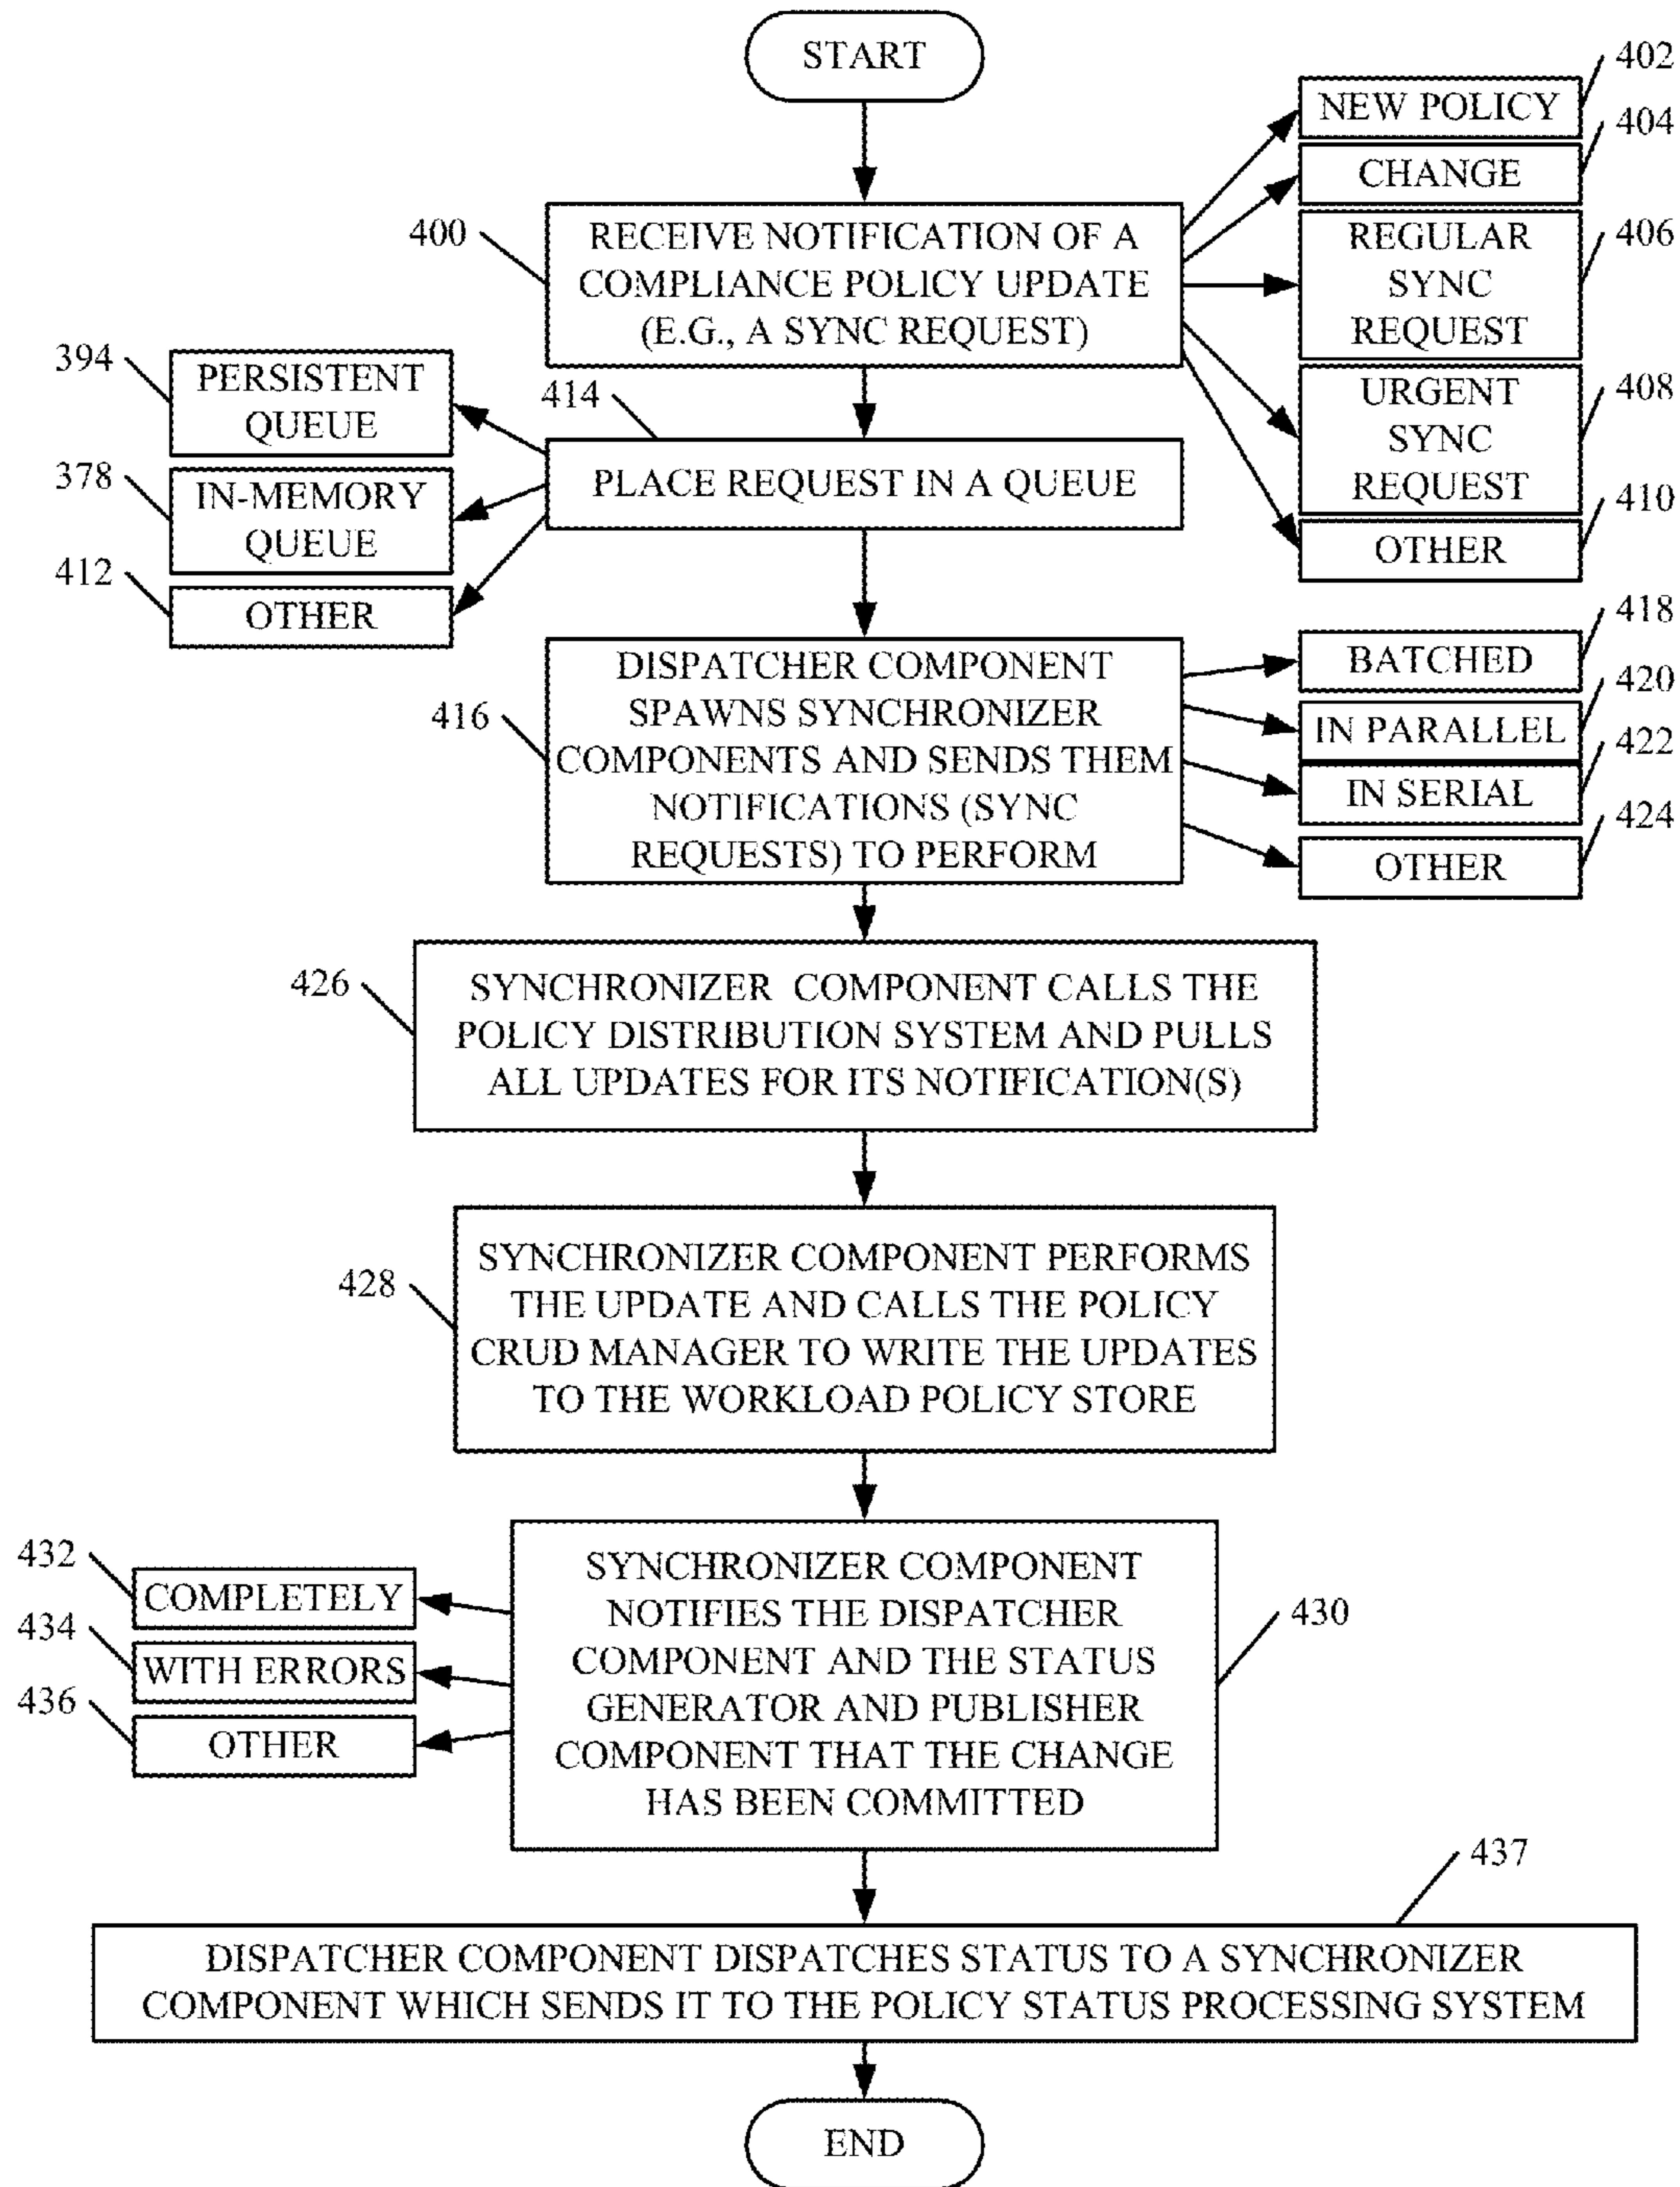 START
402
NEW POLICY
404
CHANGE
400
RECEIVE NOTIFICATION OF A
COMPLIANCE POLICY UPDATE
(E.G., A SYNC REQUEST)
406
REGULAR
SYNC
REQUEST
394
PERSISTENT
QUEUE
414
408
URGENT
SYNC
REQUEST
378
IN-MEMORY
QUEUE
PLACE REQUEST IN A QUEUE
410
OTHER
412
OTHER
418
BATCHED
416
DISPATCHER COMPONENT
SPAWNS SYNCHRONIZER
COMPONENTS AND SENDS THEM
NOTIFICATIONS (SYNC
REQUESTS) TO PERFORM
420
IN PARALLEL
422
IN SERIAL
424
OTHER
426
SYNCHRONIZER COMPONENT CALLS THE
POLICY DISTRIBUTION SYSTEM AND PULLS
ALL UPDATES FOR ITS NOTIFICATION(S)
428
SYNCHRONIZER COMPONENT PERFORMS
THE UPDATE AND CALLS THE POLICY
CRUD MANAGER TO WRITE THE UPDATES
TO THE WORKLOAD POLICY STORE
432
COMPLETELY
434
WITH ERRORS
436
OTHER
SYNCHRONIZER COMPONENT
NOTIFIES THE DISPATCHER
COMPONENT AND THE STATUS
GENERATOR AND PUBLISHER
COMPONENT THAT THE CHANGE
HAS BEEN COMMITTED
430
437
DISPATCHER COMPONENT DISPATCHES STATUS TO A SYNCHRONIZER
COMPONENT WHICH SENDS IT TO THE POLICY STATUS PROCESSING SYSTEM
END